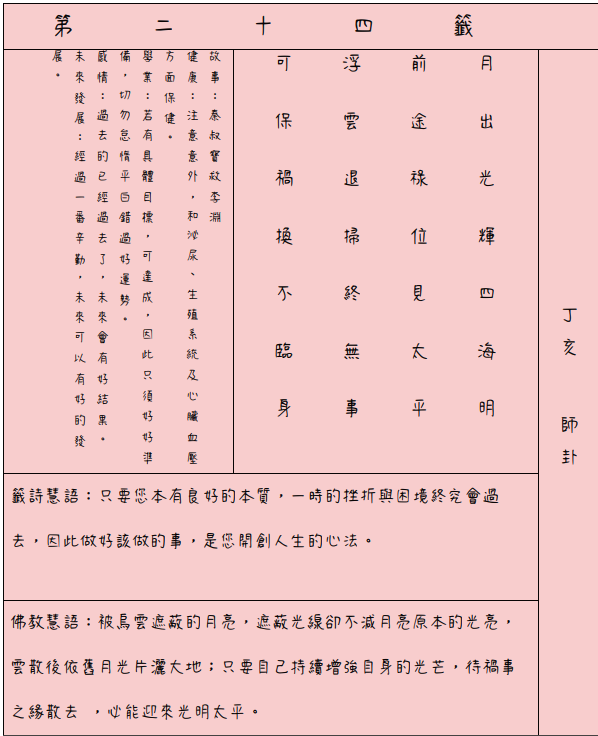 第二十四籤
丁亥 師卦
月出光輝四海明
前途祿位見太平
浮雲退掃終無事
可保禍換不臨身
故事：秦叔寶救李淵
健康：注意意外，和泌尿、生殖系統及心臟血壓
方面保健。
學業：若有具體目標，可達成，因此只須好好準
備，切勿怠惰平白錯過好運勢。
感情：過去的已經過去了，未來會有好結果。
未來發展：經過一番辛勤，未來可以有好的發
展。
籤詩慧語：只要您本有良好的本質，一時的挫折與困境終究會過
去，因此做好該做的事，是您開創人生的心法。
佛教慧語：被烏雲遮蔽的月亮，遮蔽光線卻不減月亮原本的光亮，
雲散後依舊月光片灑大地；只要自己持續增強自身的光芒，待禍事
之緣散去 ，必能迎來光明太平。